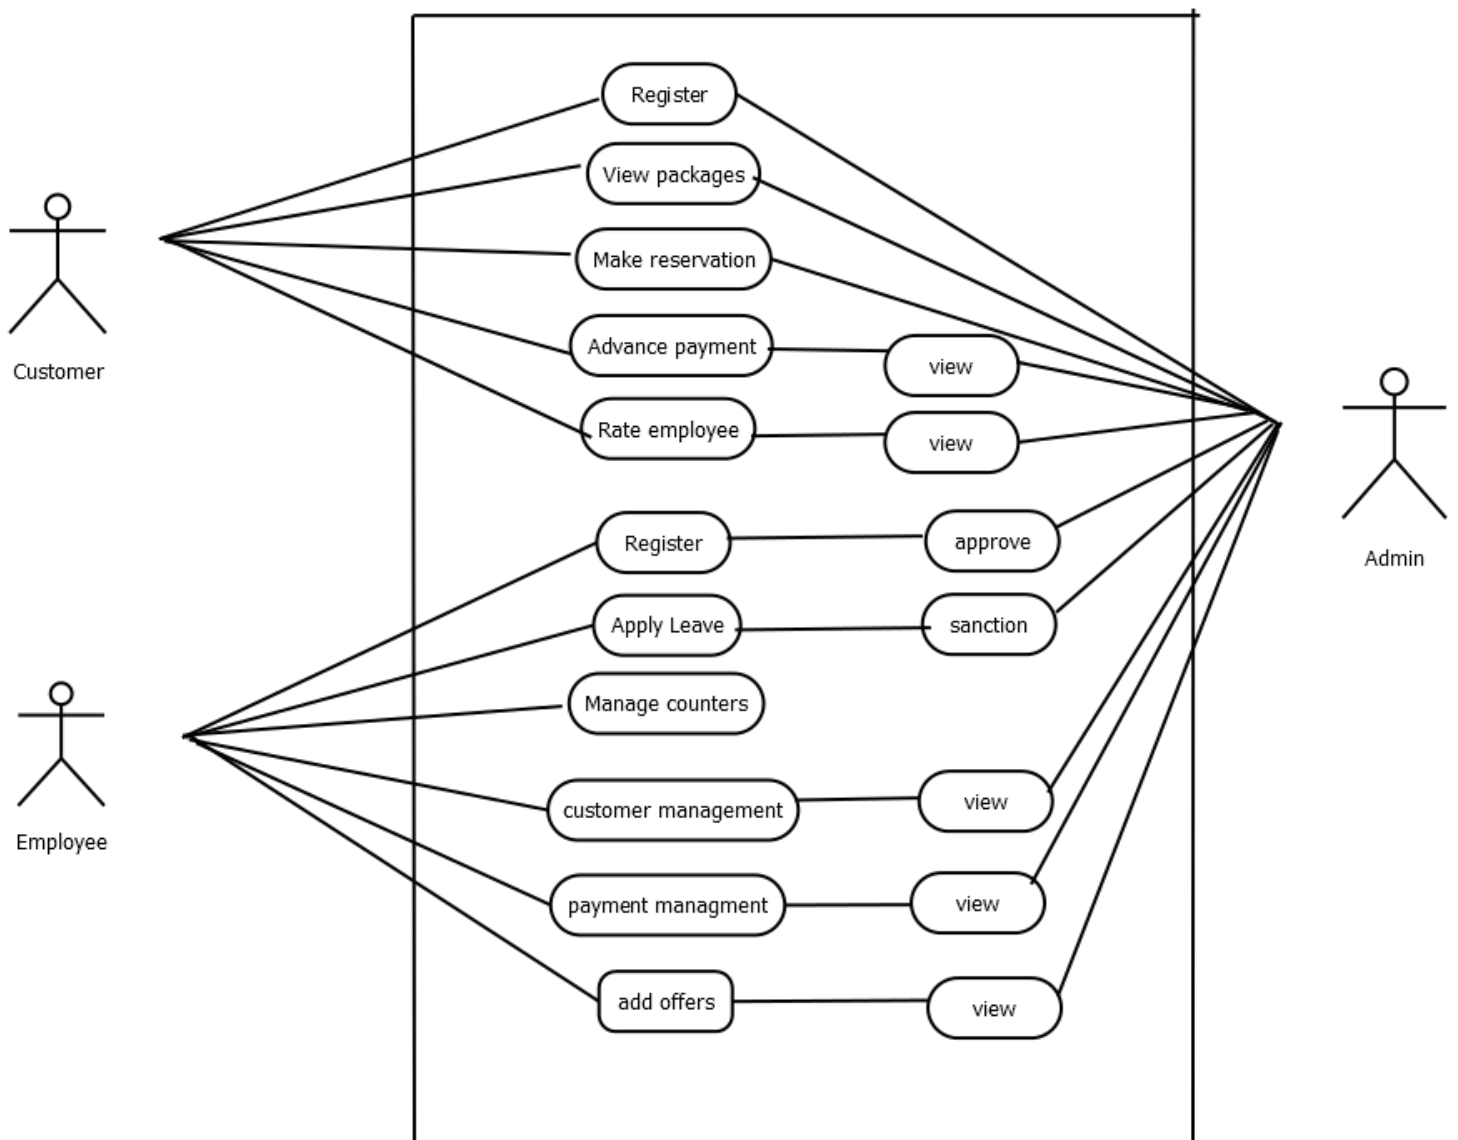 Register
View packages
Make reservation
Advance payment
view
Customer
Rate employee
view
Register
approve
Admin
Apply Leave
sanction
Manage counters
customer management
view
Employee
payment managment
view
add offers
view